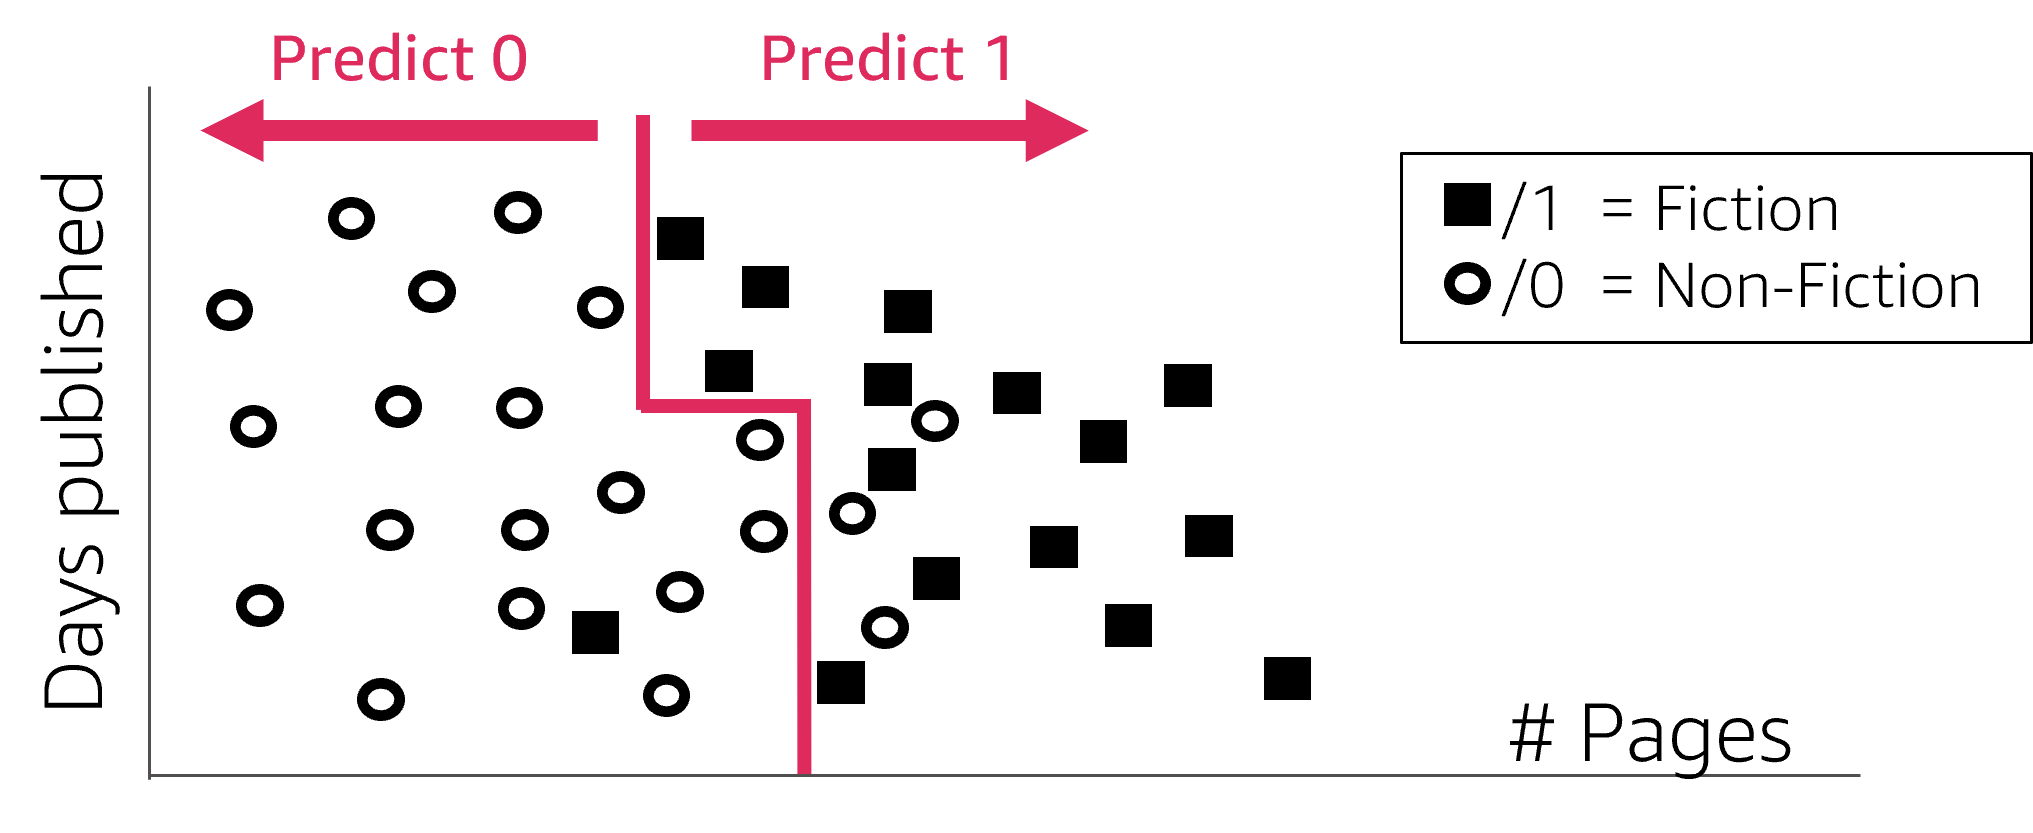 Predict 0
Predict 1
Days published
/1 = Fiction
/0 = Non-Fiction
# Pages